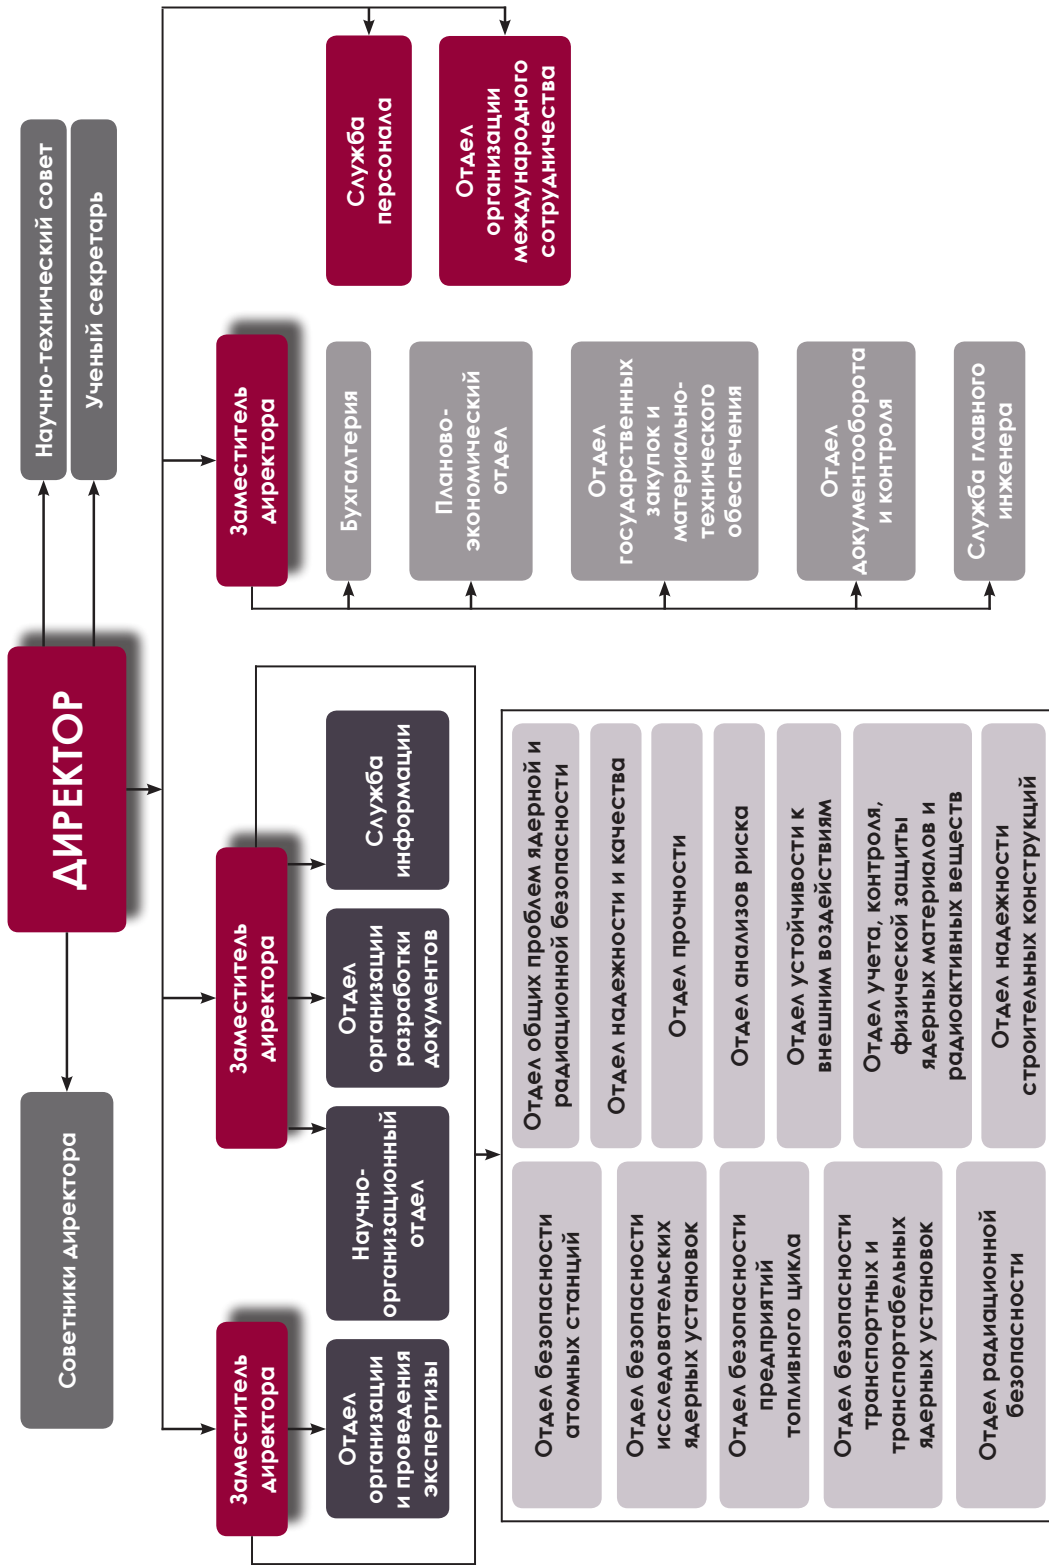 ДИРЕКТОР
Советники директора
Научно-технический совет
Ученый секретарь
Заместитель
директора
Заместитель
директора
Заместитель
директора
Отдел
организации
и проведения
экспертизы
Научно-
организационный
отдел
Отдел
организации
разработки
документов
Служба
информации
Бухгалтерия
Планово-
экономический
отдел
Отдел
государственных
закупок и
материально-
технического
обеспечения
Отдел
документооборота
и контроля
Служба главного
инженера
Служба
персонала
Отдел
организации
международного
сотрудничества
Отдел безопасности
атомных станций
Отдел безопасности
исследовательских
ядерных установок
Отдел безопасности
предприятий
топливного цикла
Отдел безопасности
транспортных и
транспортабельных
ядерных установок
Отдел радиационной
безопасности
Отдел общих проблем ядерной и
радиационной безопасности
Отдел надежности и качества
Отдел прочности
Отдел анализов риска
Отдел устойчивости к
внешним воздействиям
Отдел учета, контроля,
физической защиты
ядерных материалов и
радиоактивных веществ
Отдел надежности
строительных конструкций